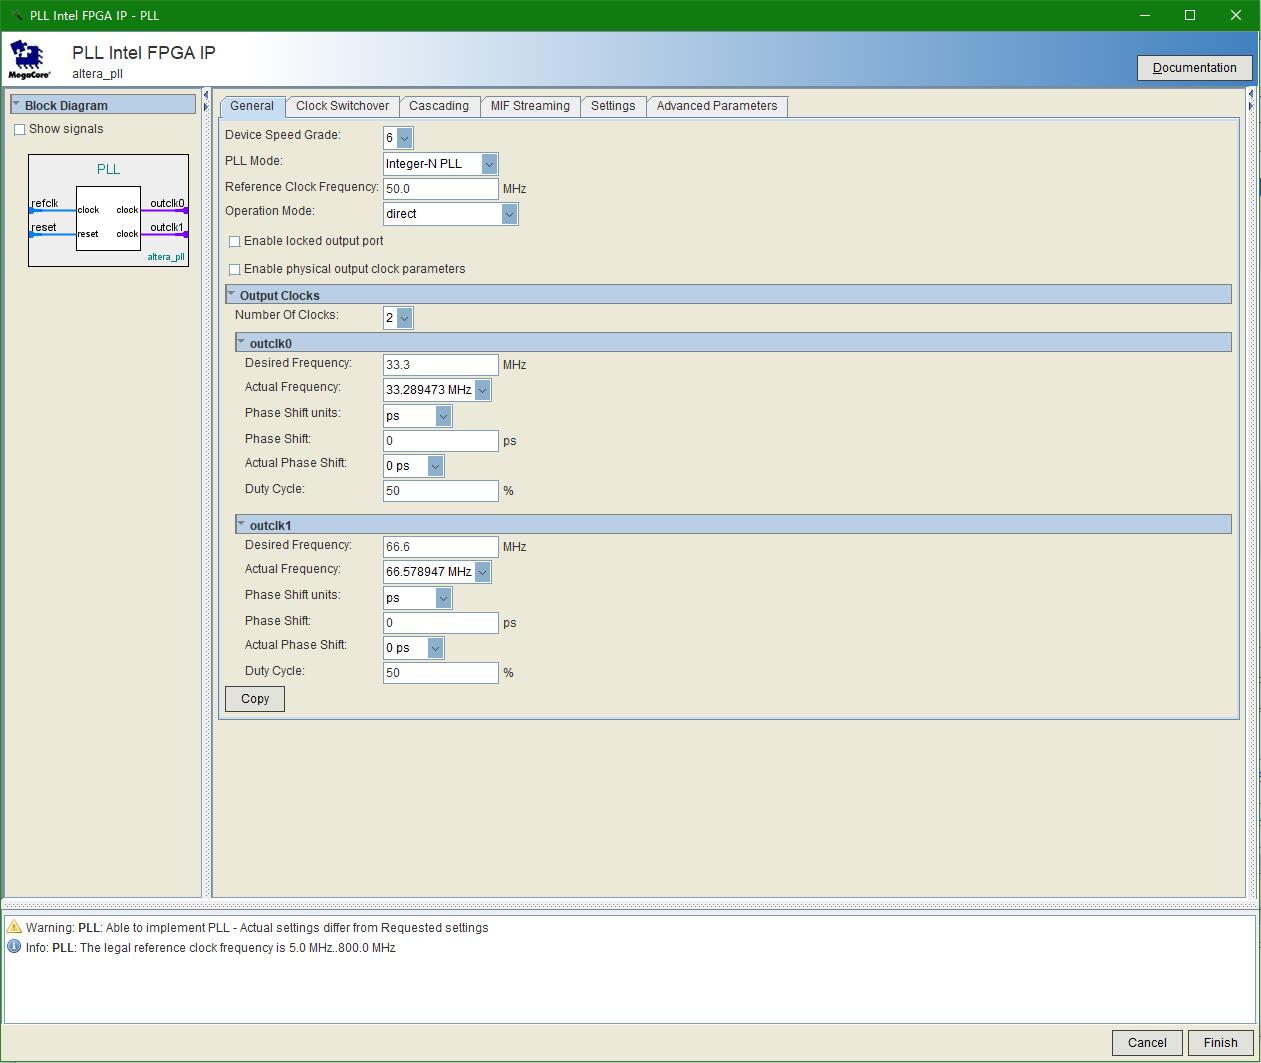 PLL Intel FPGA IP - PLL
PLL Intel FPGA IP
altera_pll
MegaCore®
Documentation
Block Diagram
Show signals
PLL
refclk
reset
clock
reset
clock
clock
outclk0
outclk1
altera_pll
General Clock Switchover Cascading MIF Streaming Settings Advanced Parameters
Device Speed Grade: 6
PLL Mode: Integer-N PLL
Reference Clock Frequency: 50.0 MHz
Operation Mode: direct
Enable locked output port
Enable physical output clock parameters
Output Clocks
Number Of Clocks: 2
outclk0
Desired Frequency: 33.3 MHz
Actual Frequency: 33.289473 MHz
Phase Shift units: ps
Phase Shift: 0 ps
Actual Phase Shift: 0 ps
Duty Cycle: 50 %
outclk1
Desired Frequency: 66.6 MHz
Actual Frequency: 66.578947 MHz
Phase Shift units: ps
Phase Shift: 0 ps
Actual Phase Shift: 0 ps
Duty Cycle: 50 %
Copy
Warning: PLL: Able to implement PLL - Actual settings differ from Requested settings
Info: PLL: The legal reference clock frequency is 5.0 MHz..800.0 MHz
Cancel Finish